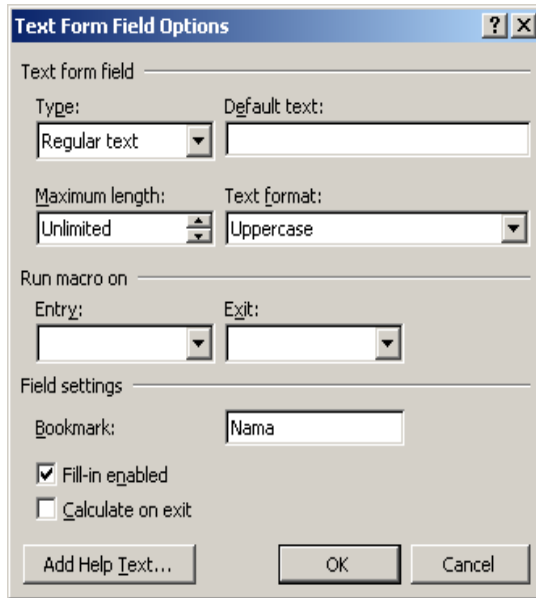 Text Form Field Options
Text form field
Type: Default text:
Regular text
Maximum length: Text format:
Unlimited Uppercase
Run macro on
Entry: Exit:
Field settings
Bookmark: Nama
Fill-in enabled
Calculate on exit
Add Help Text... OK Cancel